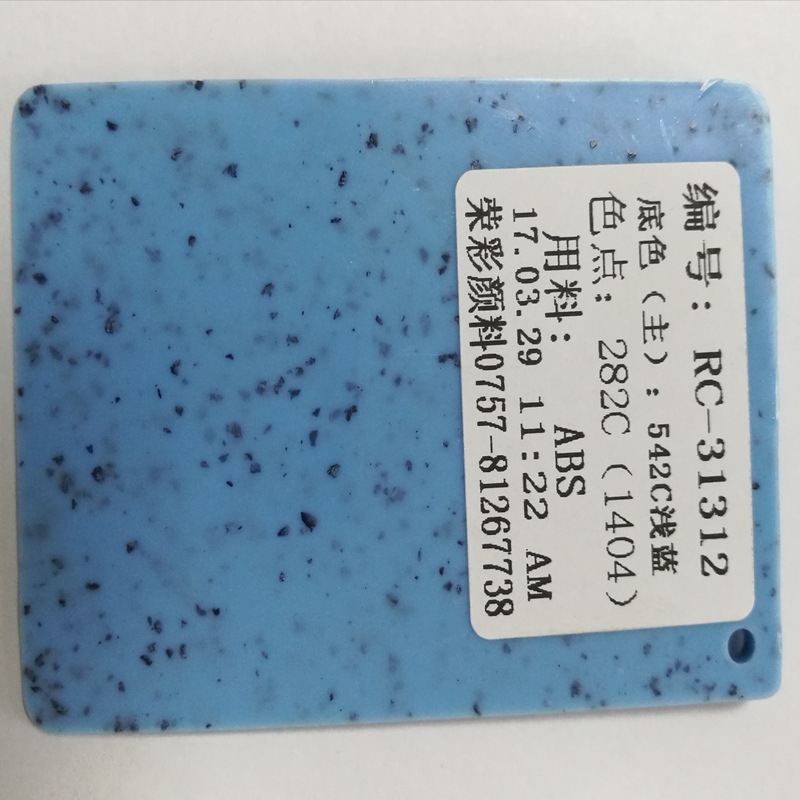 编号：RC-31312
底色（主）：542C浅蓝
色点：282C（1404）
用料： ABS
17.03.29 11:22 AM
荣彩颜料0757-81267738